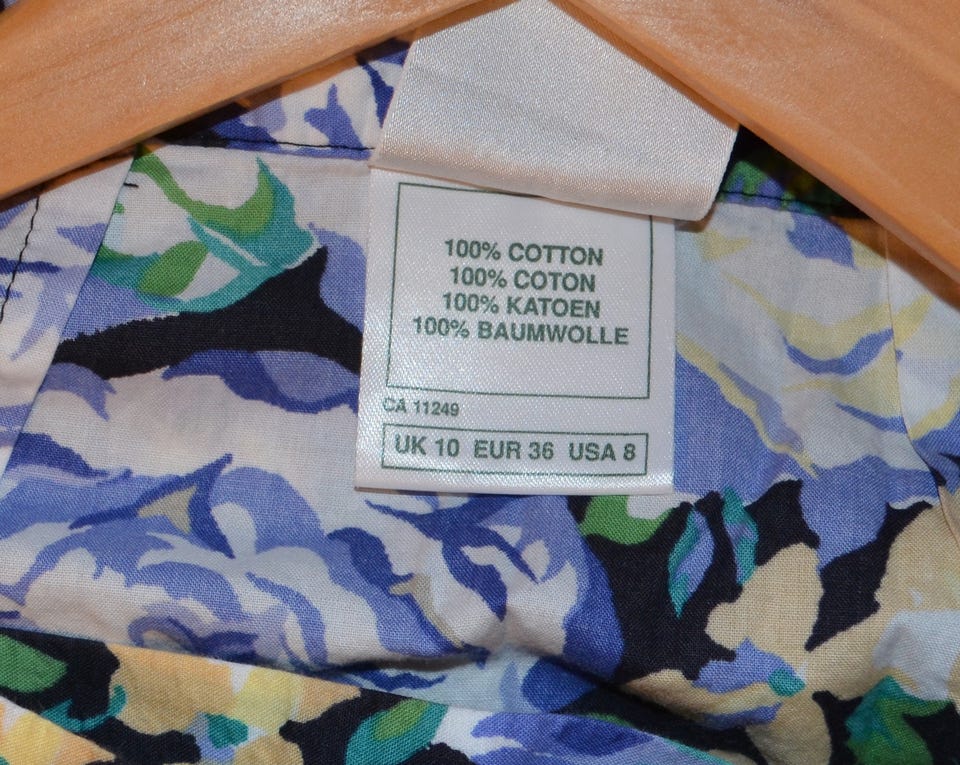 100% COTTON
100% COTON
100% KATOEN
100% BAUMWOLLE
CA 11249
UK 10 EUR 36 USA 8